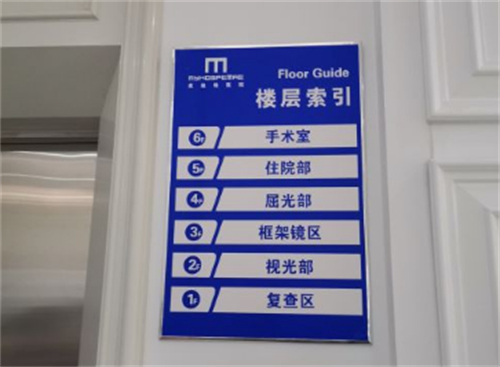 Floor Guide
楼层索引
6F 手术室
5F 住院部
4F 屈光部
3F 框架镜区
2F 视光部
1F 复查区